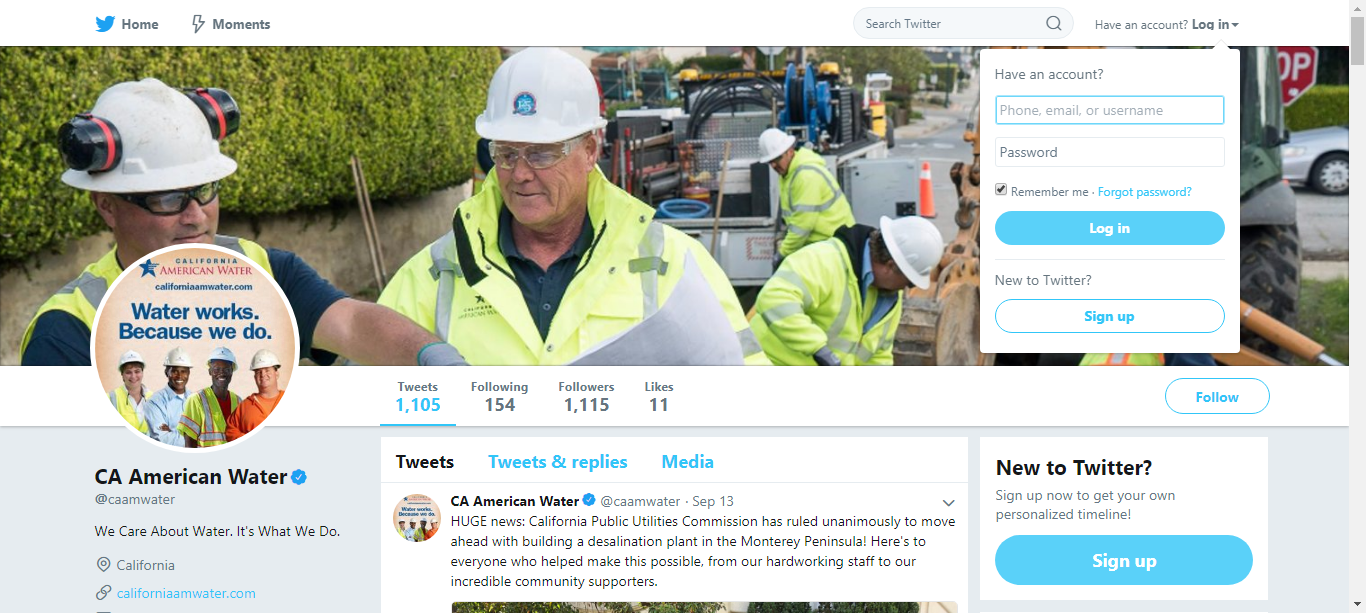 Home
Moments
Search Twitter
Have an account? Log in
Have an account?
Phone, email, or username
Password
Remember me · Forgot password?
Log in
New to Twitter?
Sign up
OP
CALIFORNIA
AMERICAN WATER
californiaamwater.com
Water works.
Because we do.
Tweets
1,105
Following
154
Followers
1,115
Likes
11
Follow
CA American Water
@caamwater
We Care About Water. It's What We Do.
California
californiaamwater.com
Tweets
Tweets & replies
Media
CA American Water @caamwater · Sep 13
HUGE news: California Public Utilities Commission has ruled unanimously to move
ahead with building a desalination plant in the Monterey Peninsula! Here's to
everyone who helped make this possible, from our hardworking staff to our
incredible community supporters.
New to Twitter?
Sign up now to get your own
personalized timeline!
Sign up